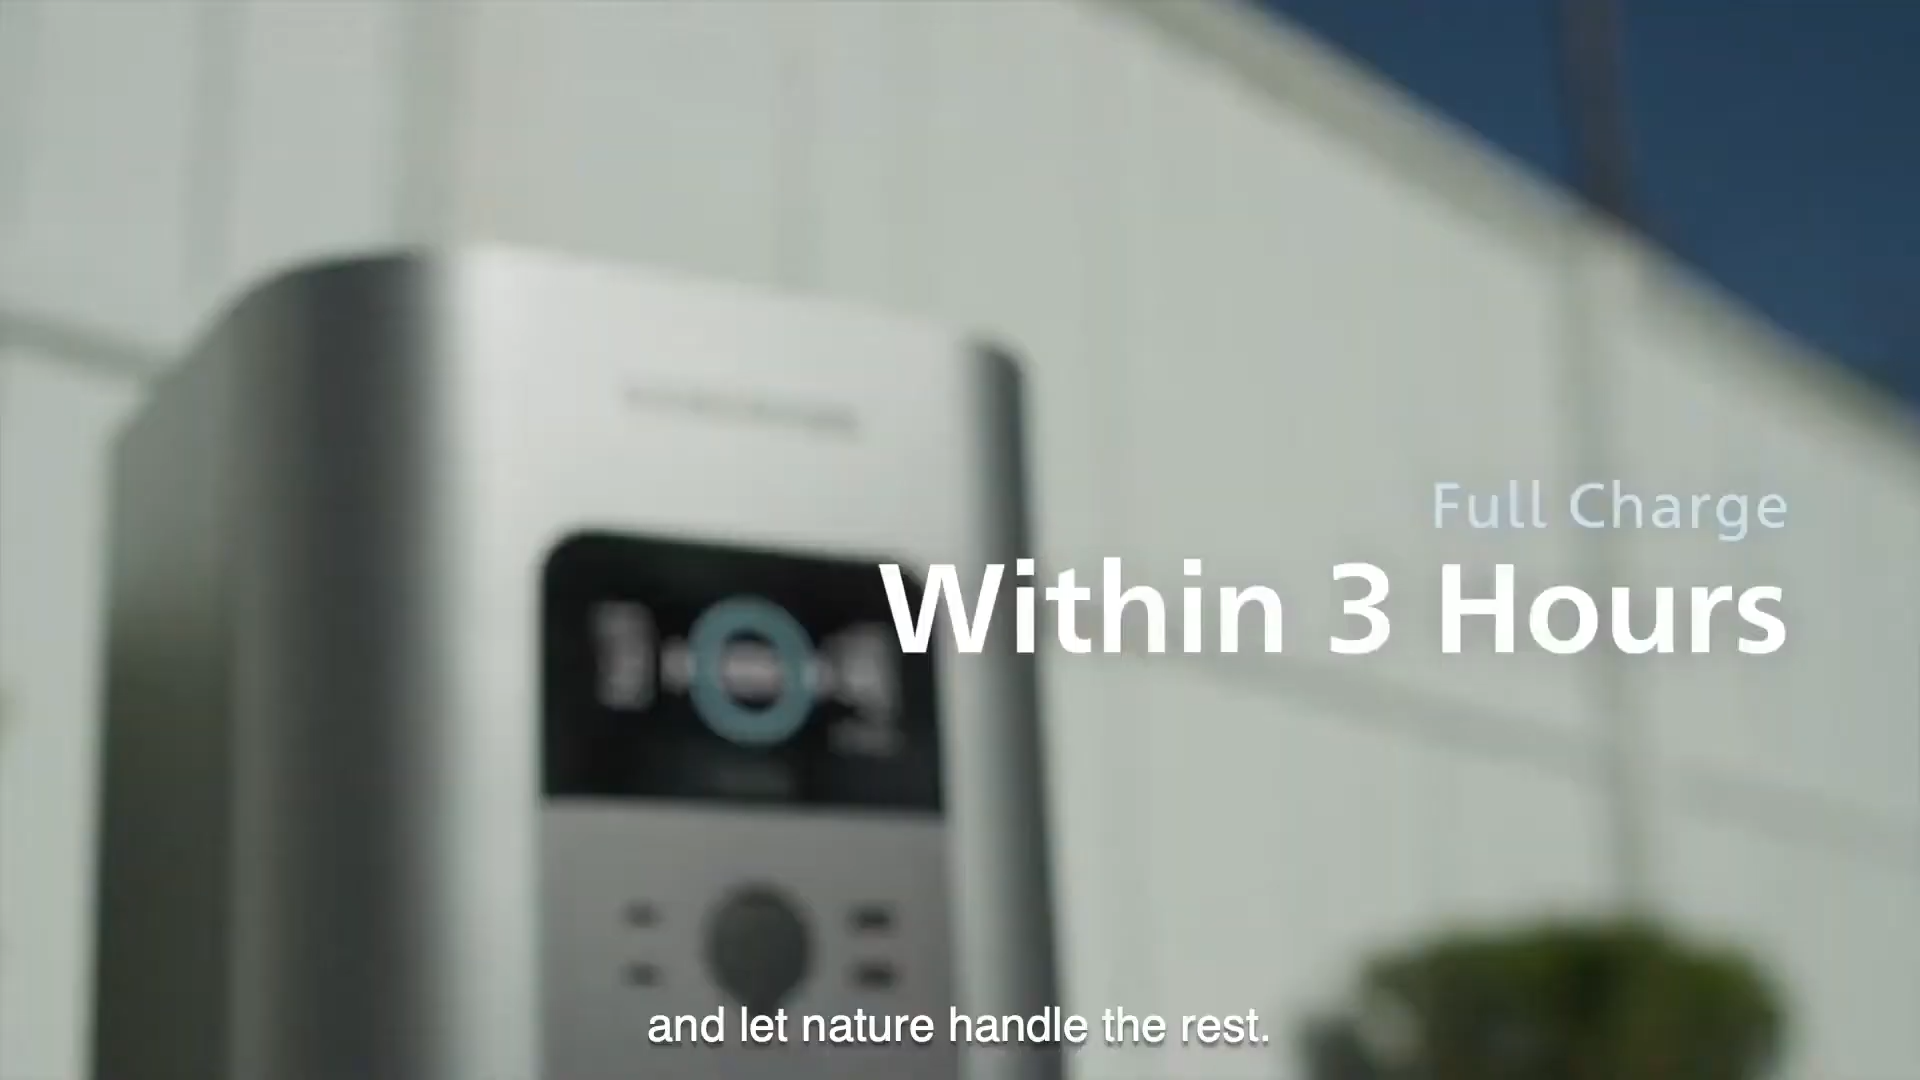 Full Charge
Within 3 Hours
and let nature handle the rest.